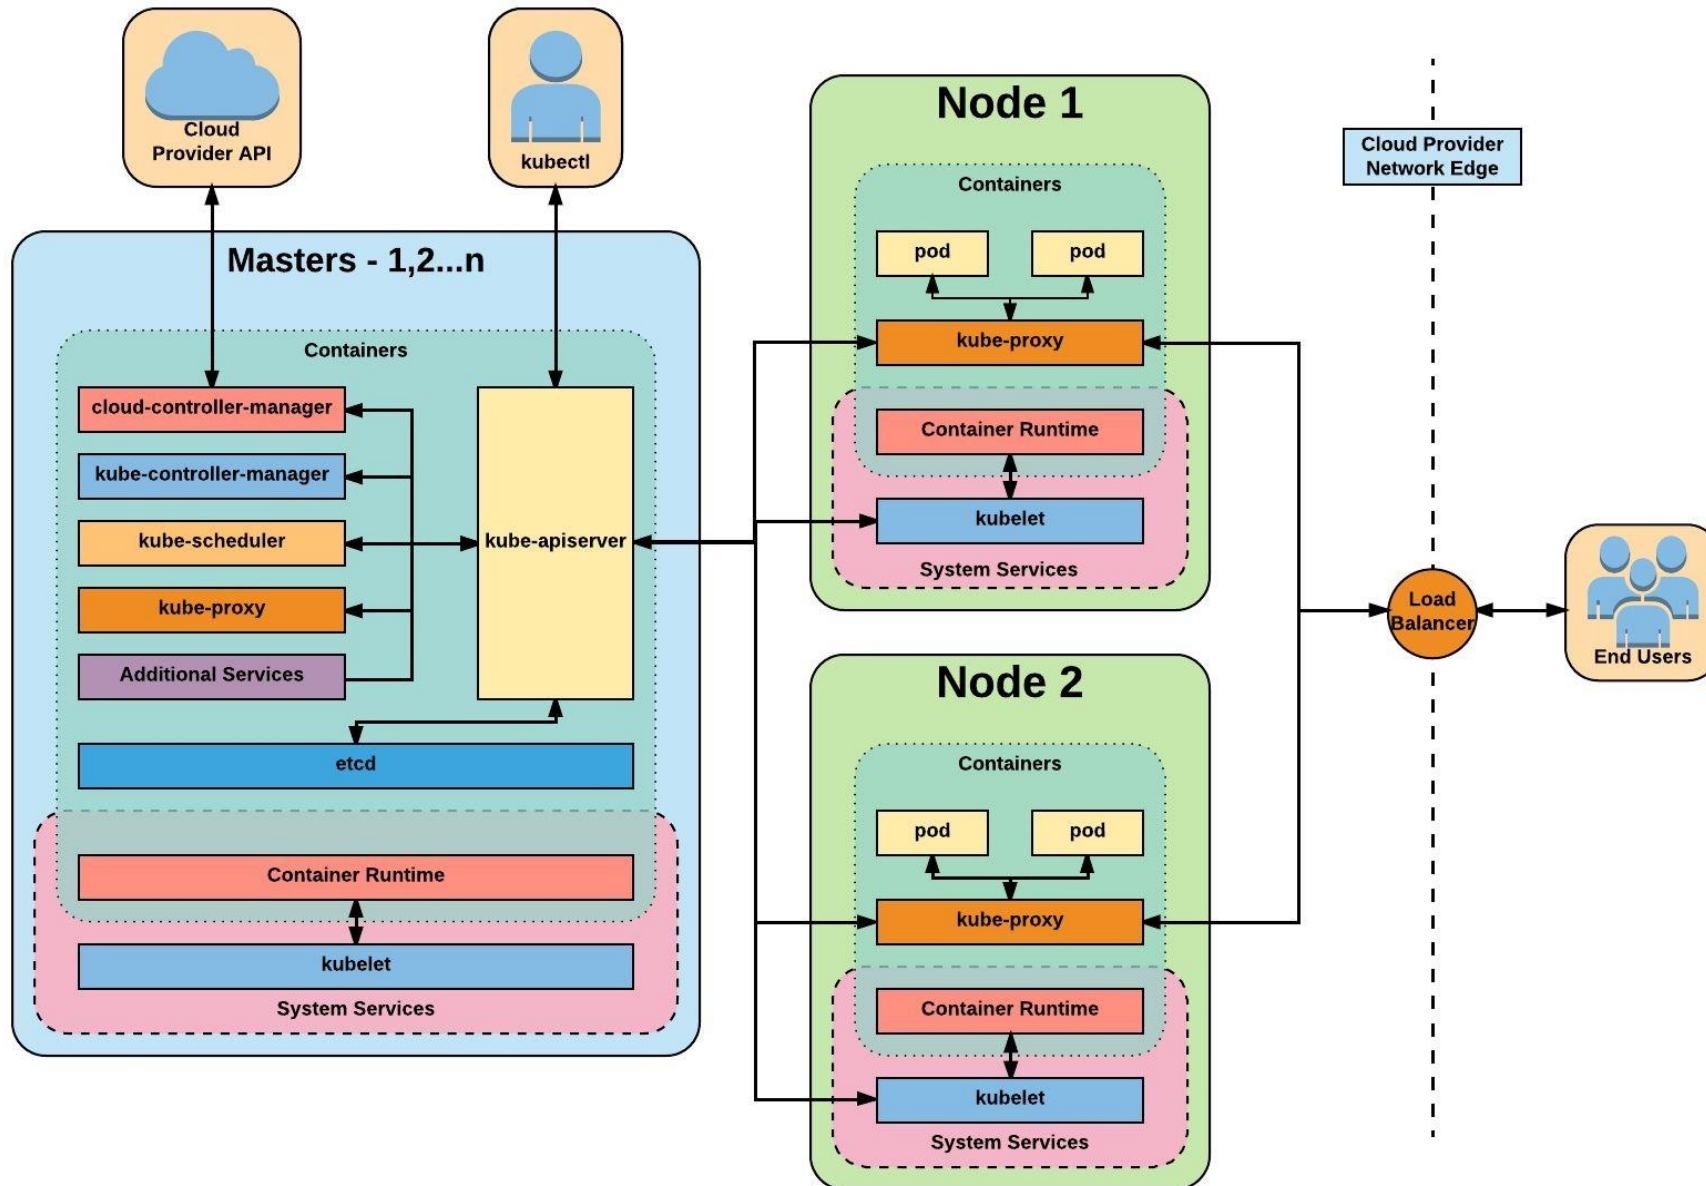 Cloud
Provider API
kubectl
Masters - 1,2...n
Containers
cloud-controller-manager
kube-controller-manager
kube-scheduler
kube-proxy
Additional Services
kube-apiserver
etcd
Container Runtime
kubelet
System Services
Node 1
Containers
pod
pod
kube-proxy
Container Runtime
kubelet
System Services
Node 2
Containers
pod
pod
kube-proxy
Container Runtime
kubelet
System Services
Cloud Provider
Network Edge
Load
Balancer
End Users